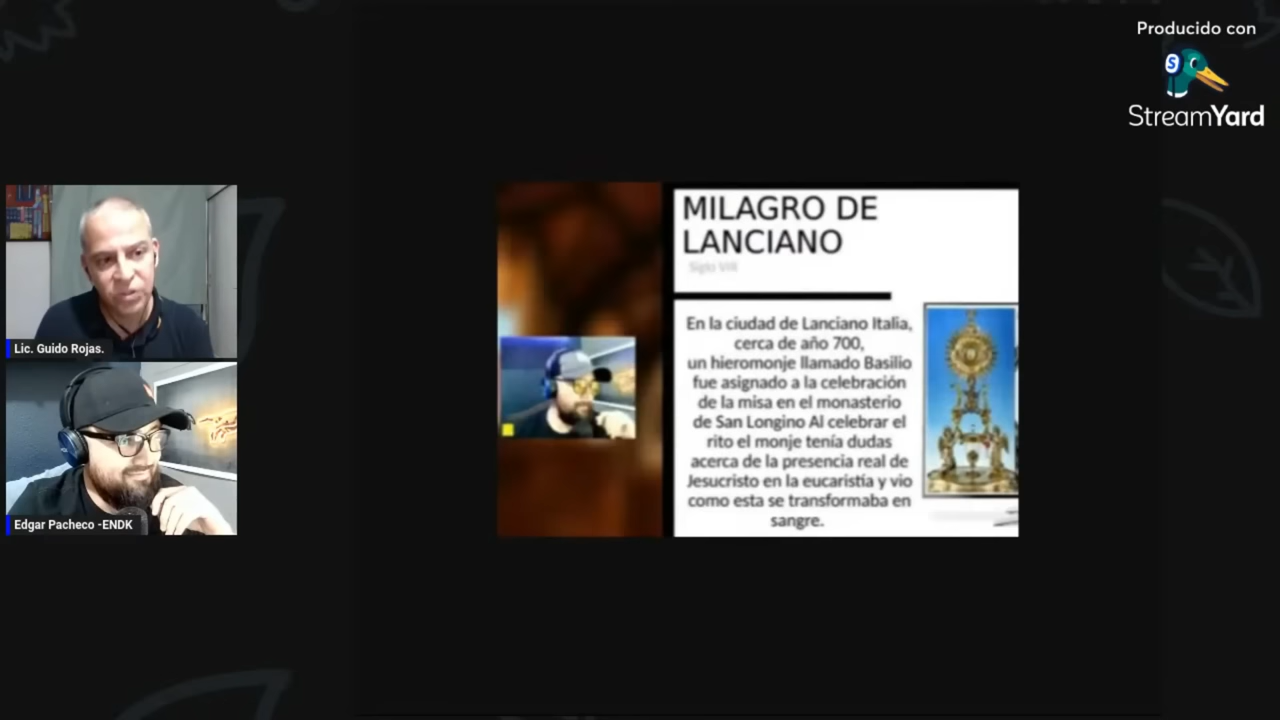 Producido con
StreamYard
Lic. Guido Rojas.
Edgar Pacheco -ENDK
MILAGRO DE
LANCIANO
Siglo VIII
En la ciudad de Lanciano Italia,
cerca de año 700,
un hieromonje llamado Basilio
fue asignado a la celebración
de la misa en el monasterio
de San Longino Al celebrar el
rito el monje tenía dudas
acerca de la presencia real de
Jesucristo en la eucaristía y vio
como esta se transformaba en
sangre.